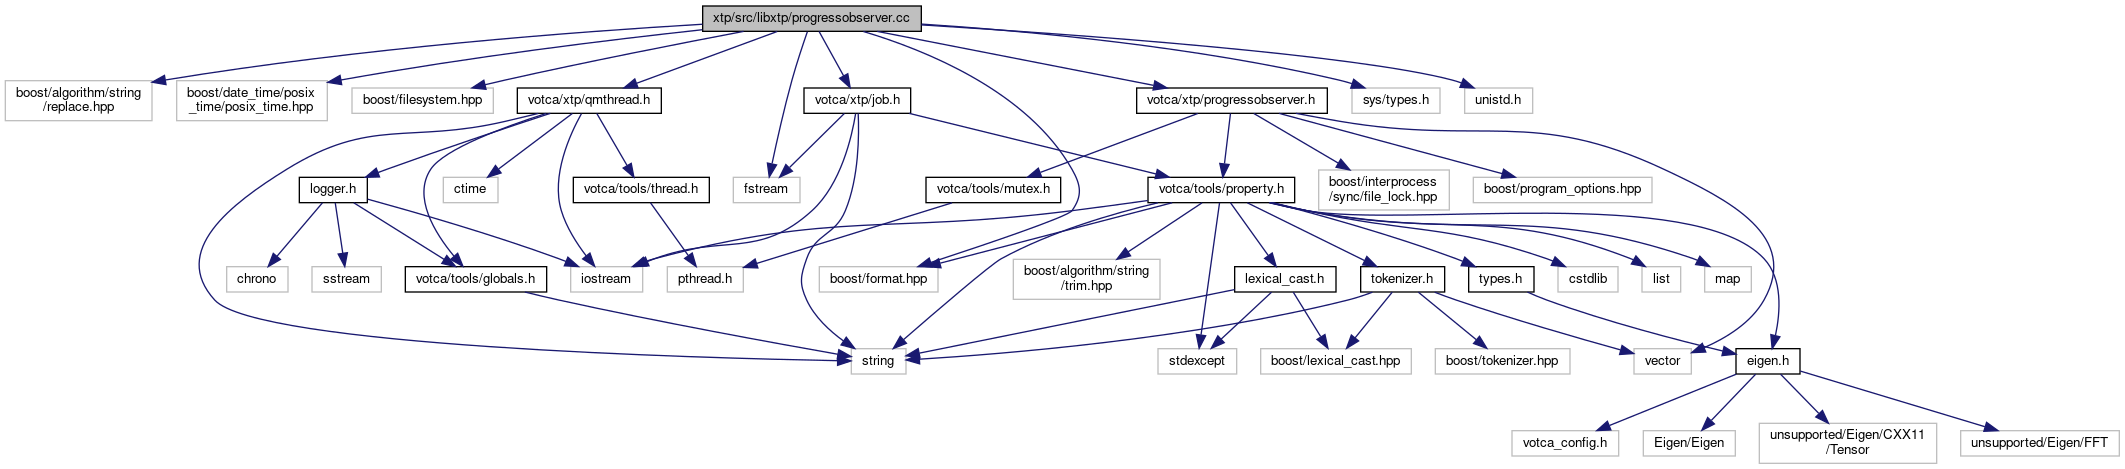 xtp/src/libxtp/progressobserver.cc
boost/algorithm/string
/replace.hpp
boost/date_time/posix
_time/posix_time.hpp
boost/filesystem.hpp
votca/xtp/qmthread.h
votca/xtp/job.h
votca/xtp/progressobserver.h
sys/types.h
unistd.h
logger.h
ctime
votca/tools/thread.h
fstream
votca/tools/mutex.h
votca/tools/property.h
boost/interprocess
/sync/file_lock.hpp
boost/program_options.hpp
chrono
sstream
votca/tools/globals.h
iostream
pthread.h
boost/format.hpp
boost/algorithm/string
/trim.hpp
lexical_cast.h
tokenizer.h
types.h
cstdlib
list
map
string
stdexcept
boost/lexical_cast.hpp
boost/tokenizer.hpp
vector
eigen.h
votca_config.h
Eigen/Eigen
unsupported/Eigen/CXX11
/Tensor
unsupported/Eigen/FFT